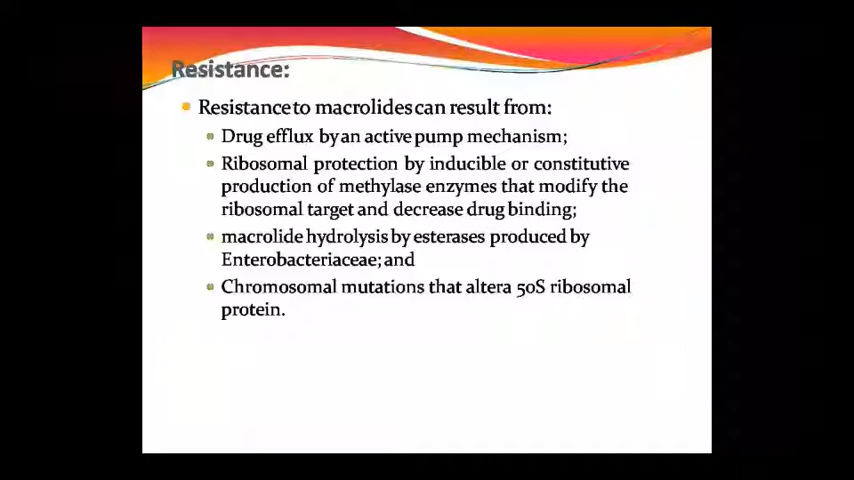 Resistance:
Resistance to macrolides can result from:
Drug efflux by an active pump mechanism;
Ribosomal protection by inducible or constitutive
production of methylase enzymes that modify the
ribosomal target and decrease drug binding;
macrolide hydrolysis by esterases produced by
Enterobacteriaceae; and
Chromosomal mutations that alter a 50S ribosomal
protein.